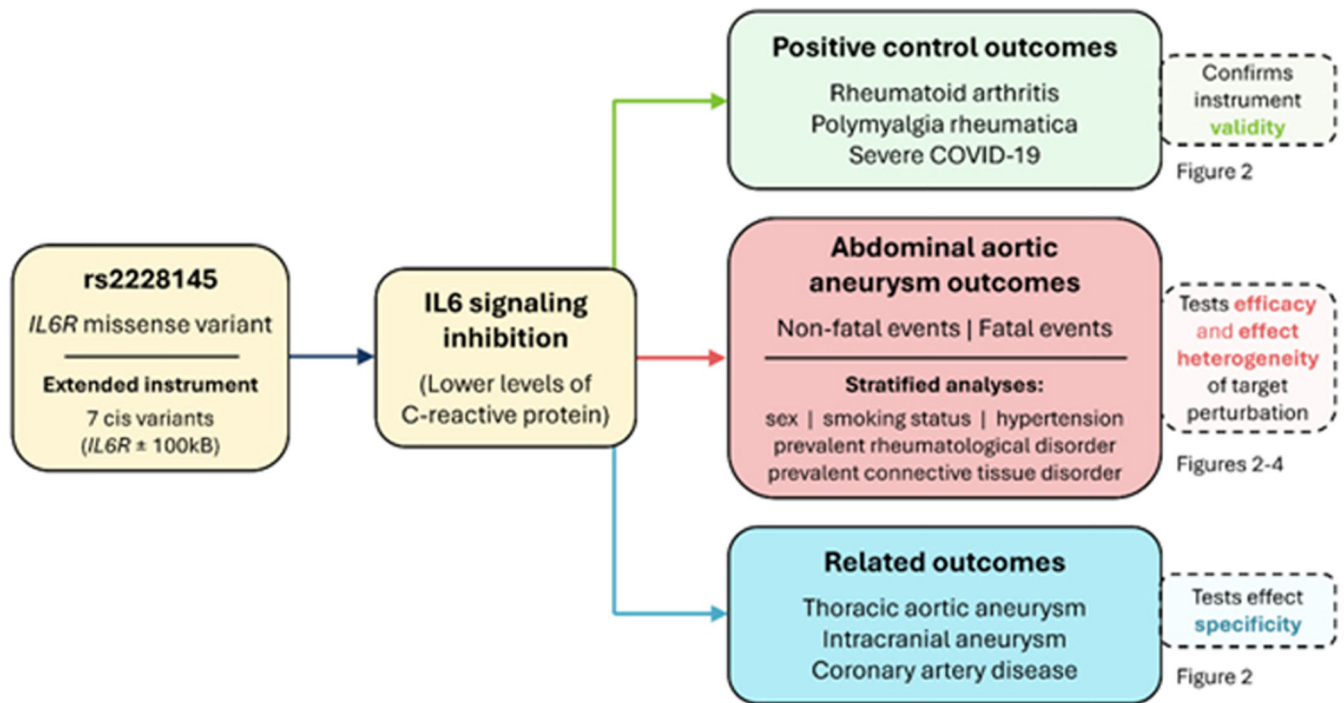 rs2228145
IL6R missense variant
Extended instrument
7 cis variants
(IL6R ± 100kB)
IL6 signaling
inhibition
(Lower levels of
C-reactive protein)
Positive control outcomes
Rheumatoid arthritis
Polymyalgia rheumatica
Severe COVID-19
Confirms
instrument
validity
Figure 2
Abdominal aortic
aneurysm outcomes
Non-fatal events | Fatal events
Stratified analyses:
sex | smoking status | hypertension
prevalent rheumatological disorder
prevalent connective tissue disorder
Tests efficacy
and effect
heterogeneity
of target
perturbation
Figures 2-4
Related outcomes
Thoracic aortic aneurysm
Intracranial aneurysm
Coronary artery disease
Tests effect
specificity
Figure 2